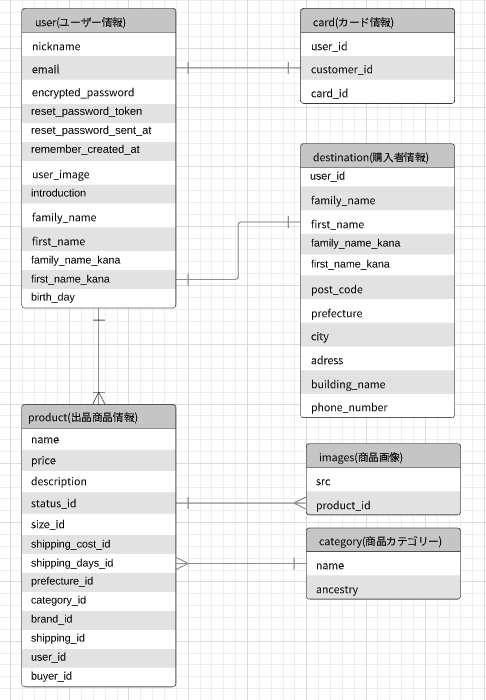 user(ユーザー情報)
nickname
email
encrypted_password
reset_password_token
reset_password_sent_at
remember_created_at
user_image
introduction
family_name
first_name
family_name_kana
first_name_kana
birth_day
card(カード情報)
user_id
customer_id
card_id
destination(購入者情報)
user_id
family_name
first_name
family_name_kana
first_name_kana
post_code
prefecture
city
adress
building_name
phone_number
product(出品商品情報)
name
price
description
status_id
size_id
shipping_cost_id
shipping_days_id
prefecture_id
category_id
brand_id
shipping_id
user_id
buyer_id
images(商品画像)
src
product_id
category(商品カテゴリー)
name
ancestry